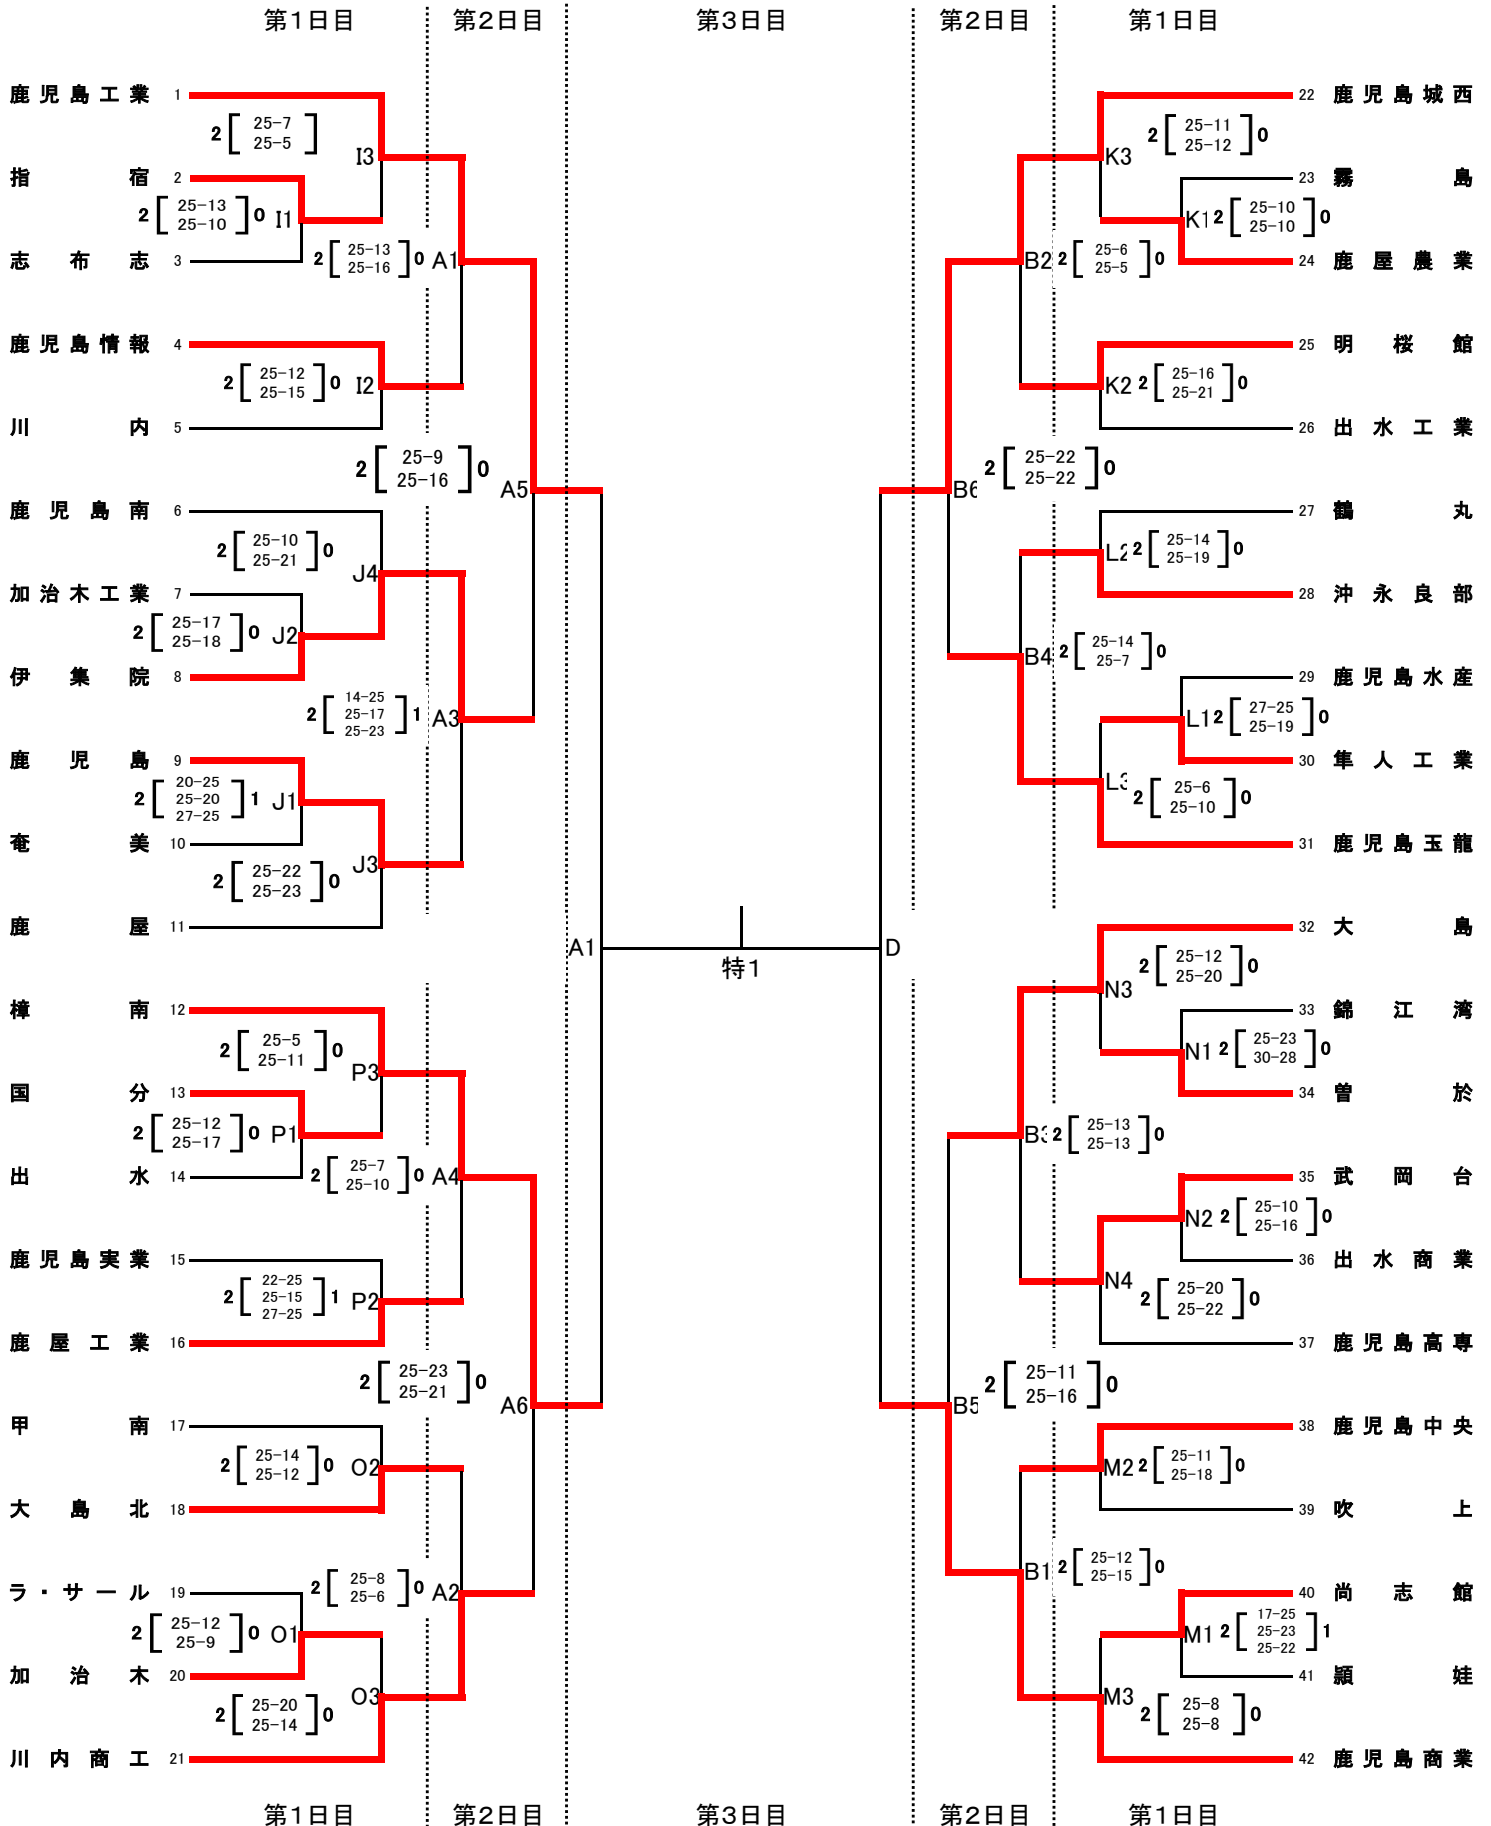 第1日目 第2日目 第3日目 第2日目 第1日目
鹿児島工業 1
2 [25-7 25-5]
I3
指宿 2
2 [25-13 25-10] 0 I1
志布志 3
2 [25-13 25-16] 0 A1
鹿児島情報 4
2 [25-12 25-15] 0 I2
川内 5
2 [25-9 25-16] 0 A5
鹿児島南 6
2 [25-10 25-21] 0 J4
加治木工業 7
2 [25-17 25-18] 0 J2
伊集院 8
2 [14-25 25-17 25-23] 1 A3
鹿児島 9
2 [20-25 25-20 27-25] 1 J1
奄美 10
2 [25-22 25-23] 0 J3
鹿屋 11
A1
特1
D
樟南 12
2 [25-5 25-11] 0 P3
国分 13
2 [25-12 25-17] 0 P1
出水 14
2 [25-7 25-10] 0 A4
鹿児島実業 15
2 [22-25 25-15 27-25] 1 P2
鹿屋工業 16
2 [25-23 25-21] 0 A6
甲南 17
2 [25-14 25-12] 0 O2
大島北 18
2 [25-8 25-6] 0 A2
ラ・サール 19
2 [25-12 25-9] 0 O1
加治木 20
2 [25-20 25-14] 0 O3
川内商工 21
22 鹿児島城西
K3 2 [25-11 25-12] 0
23 霧島
K1 2 [25-10 25-10] 0
24 鹿屋農業
B2 2 [25-6 25-5] 0
25 明桜館
K2 2 [25-16 25-21] 0
26 出水工業
B6 2 [25-22 25-22] 0
27 鶴丸
L2 2 [25-14 25-19] 0
28 沖永良部
B4 2 [25-14 25-7] 0
29 鹿児島水産
L1 2 [27-25 25-19] 0
30 隼人工業
L3 2 [25-6 25-10] 0
31 鹿児島玉龍
32 大島
N3 2 [25-12 25-20] 0
33 錦江湾
N1 2 [25-23 30-28] 0
34 曽於
B3 2 [25-13 25-13] 0
35 武岡台
N2 2 [25-10 25-16] 0
36 出水商業
N4 2 [25-20 25-22] 0
37 鹿児島高専
B5 2 [25-11 25-16] 0
38 鹿児島中央
M2 2 [25-11 25-18] 0
39 吹上
B1 2 [25-12 25-15] 0
40 尚志館
M1 2 [17-25 25-23 25-22] 1
41 頴娃
M3 2 [25-8 25-8] 0
42 鹿児島商業
第1日目 第2日目 第3日目 第2日目 第1日目